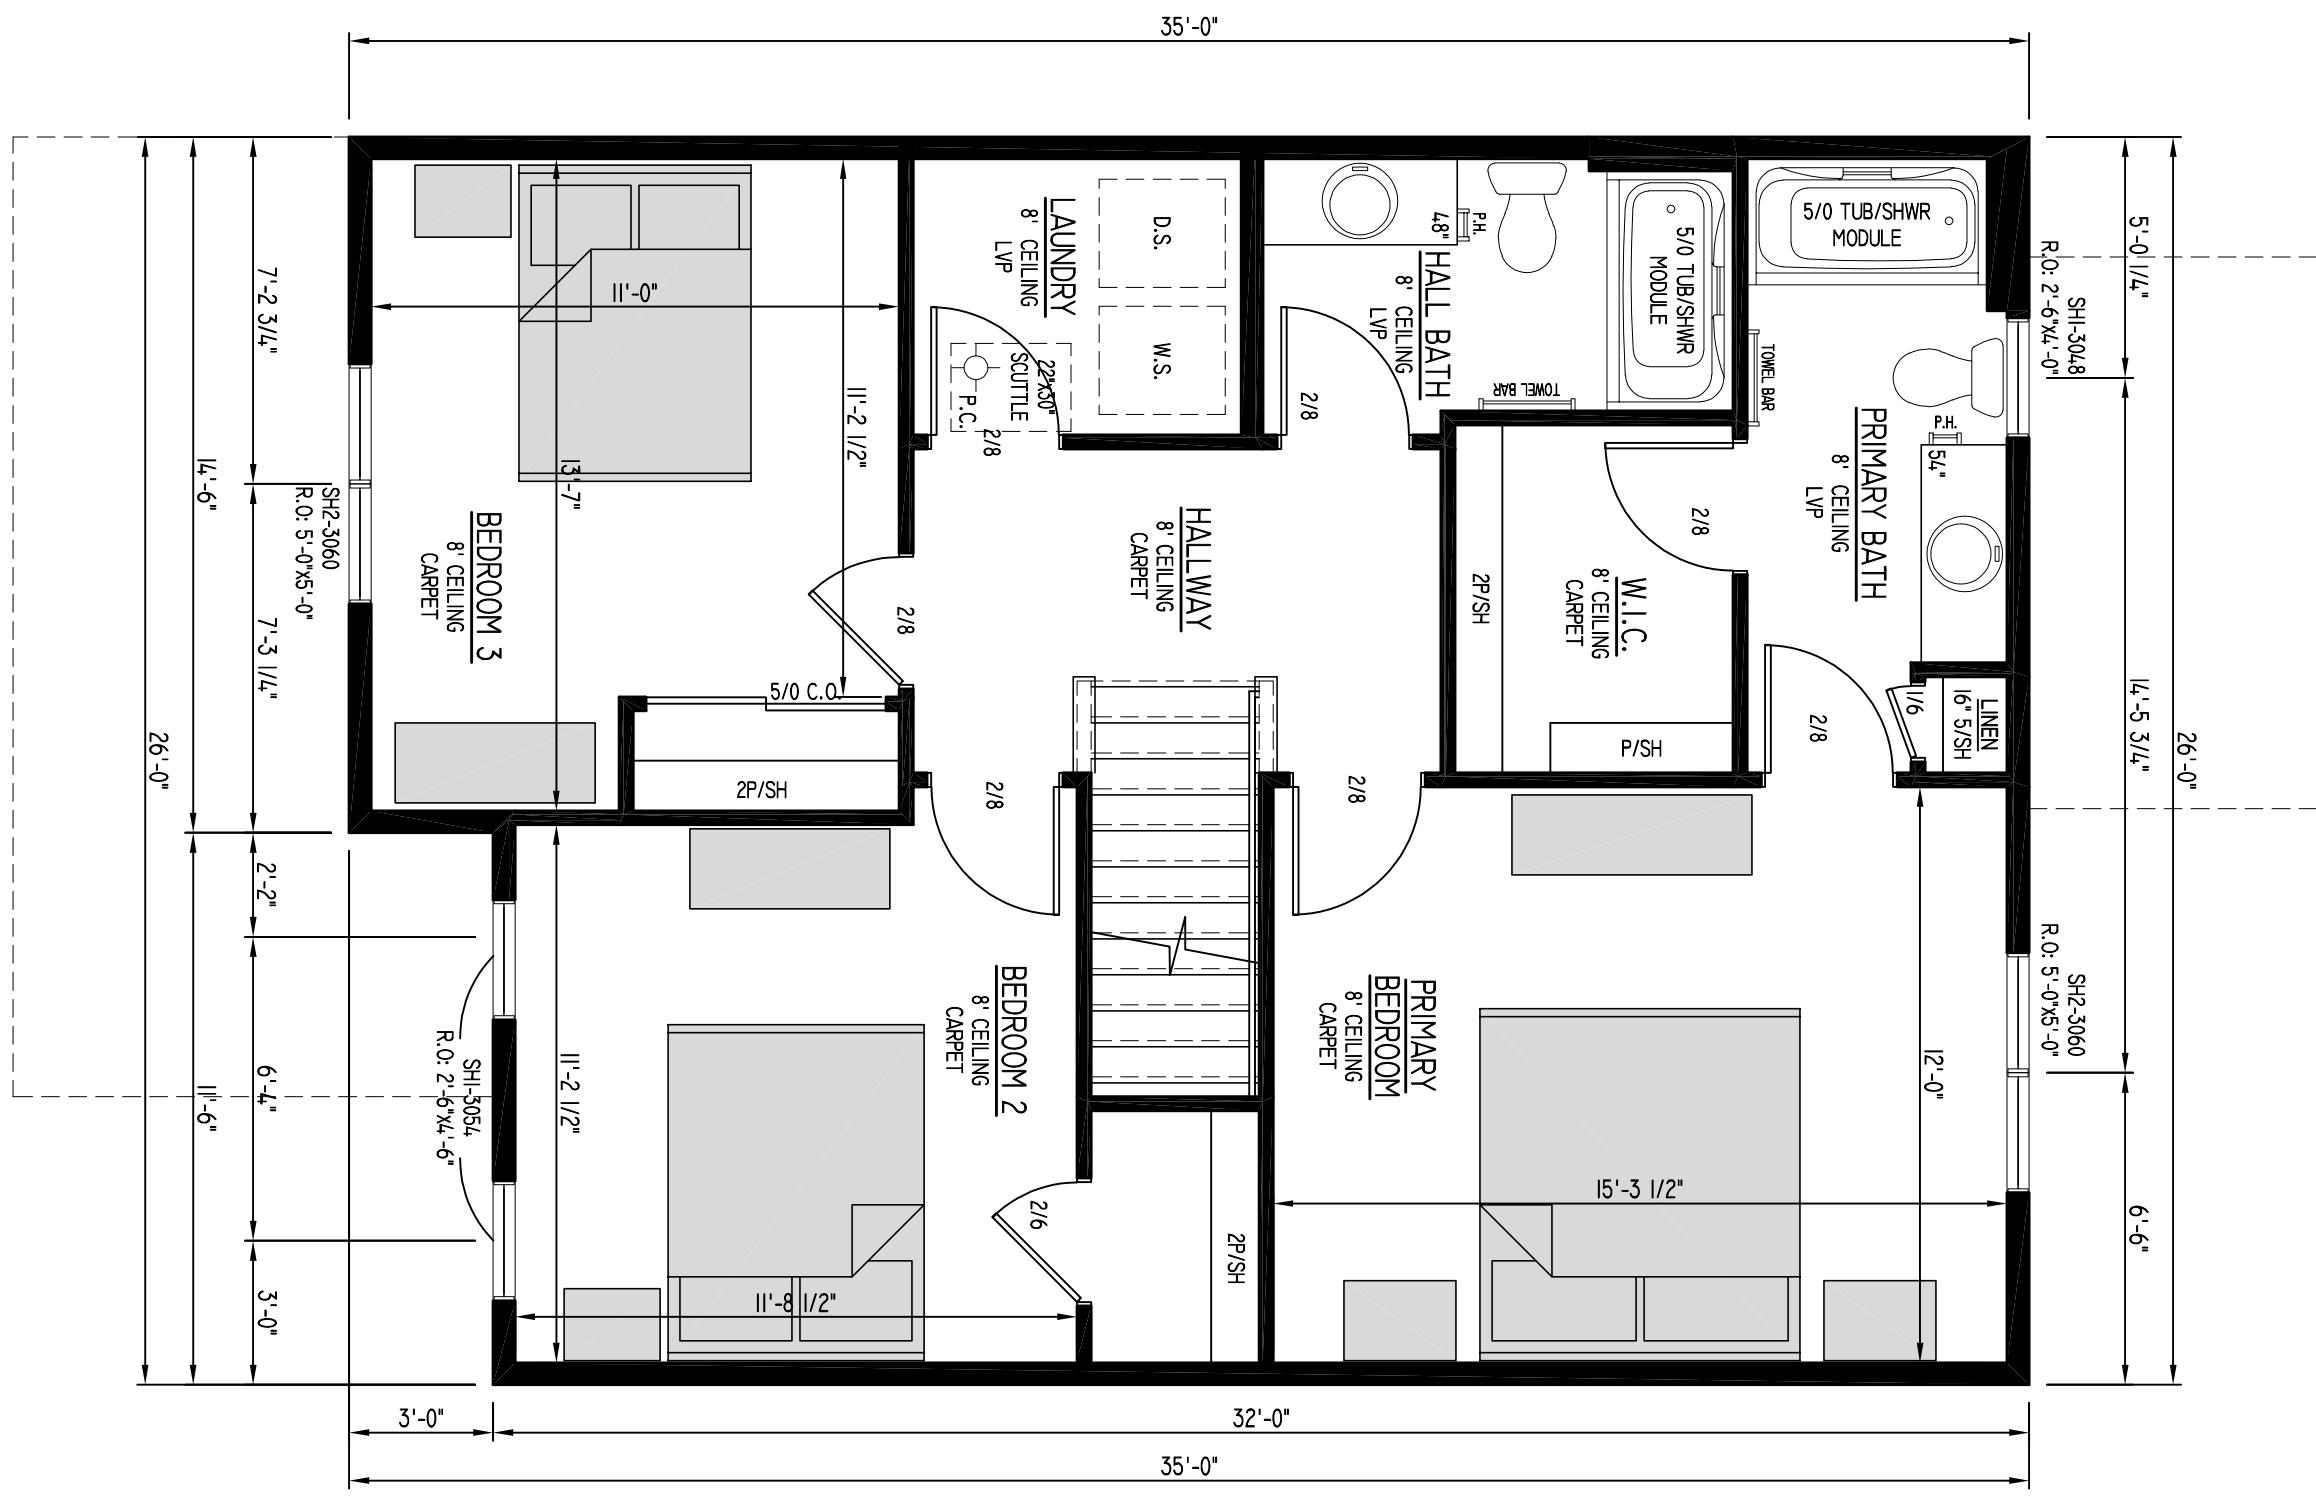 35'-0"
5/0 TUB/SHWR
MODULE
5/0 TUB/SHWR
MODULE
TOWEL BAR
TOWEL BAR
P.H.
48"
HALL BATH
8' CEILING
LVP
2/8
D.S.
W.S.
LAUNDRY
8' CEILING
LVP
22"x30"
SCUTTLE
P.C.
2/8
11'-0"
11'-2 1/2"
13'-7"
BEDROOM 3
8' CEILING
CARPET
2/8
5/0 C.O.
2P/SH
SH2-3060
R.O: 5'-0"x5'-0"
7'-2 3/4"
7'-3 1/4"
14'-6"
26'-0"
2'-2"
6'-4"
3'-0"
11'-6"
SH1-3054
R.O: 2'-6"x4'-6"
HALLWAY
8' CEILING
CARPET
2P/SH
W.I.C.
8' CEILING
CARPET
P/SH
2/8
PRIMARY BATH
8' CEILING
LVP
P.H.
54"
LINEN
16" 5/SH
1/6
2/8
SH1-3048
R.O: 2'-6"x4'-0"
5'-0 1/4"
14'-5 3/4"
26'-0"
6'-6"
SH2-3060
R.O: 5'-0"x5'-0"
2/8
2/8
BEDROOM 2
8' CEILING
CARPET
11'-2 1/2"
11'-8 1/2"
2/6
2P/SH
PRIMARY
BEDROOM
8' CEILING
CARPET
12'-0"
15'-3 1/2"
3'-0"
32'-0"
35'-0"